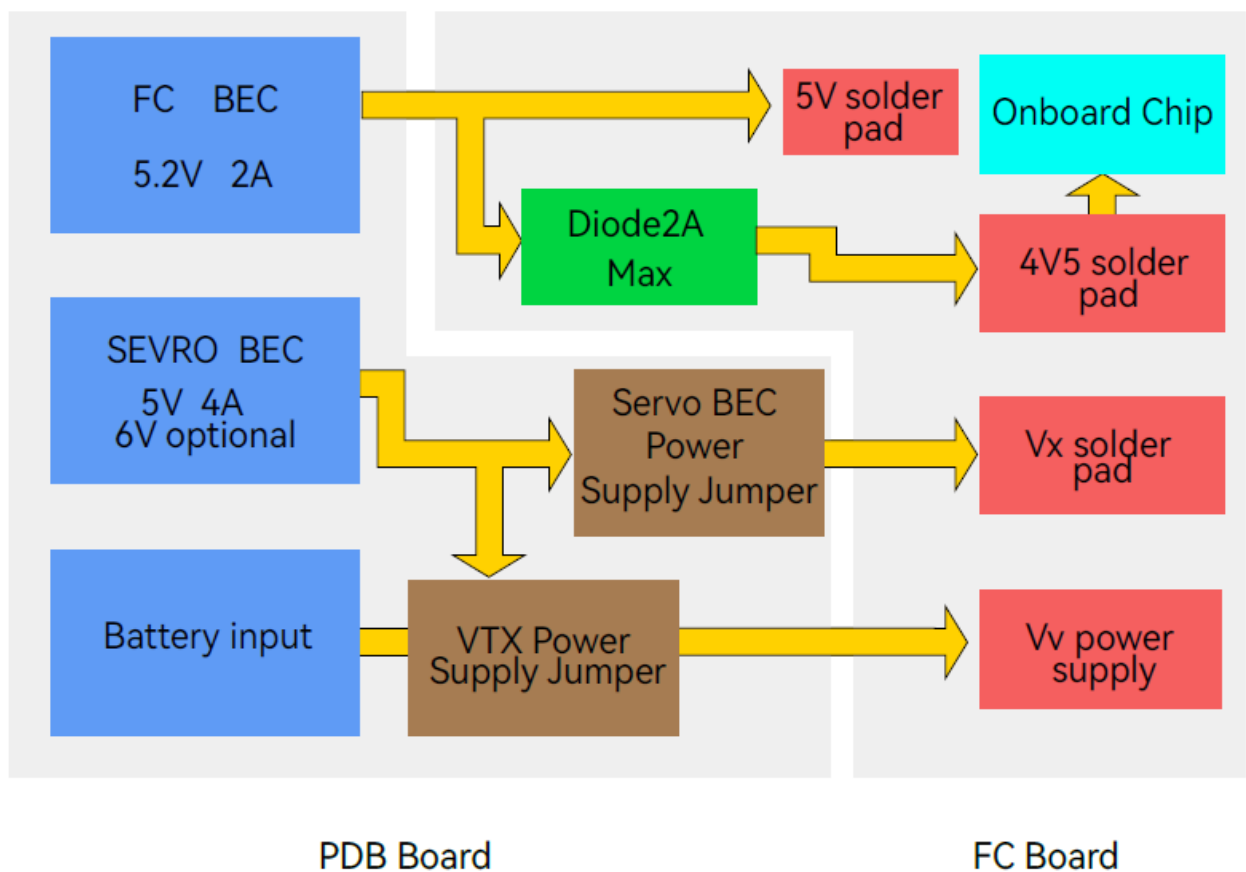 FC BEC
5.2V 2A
5V solder
pad
Onboard Chip
Diode2A
Max
4V5 solder
pad
SEVRO BEC
5V 4A
6V optional
Servo BEC
Power
Supply Jumper
Vx solder
pad
Battery input
VTX Power
Supply Jumper
Vv power
supply
PDB Board
FC Board